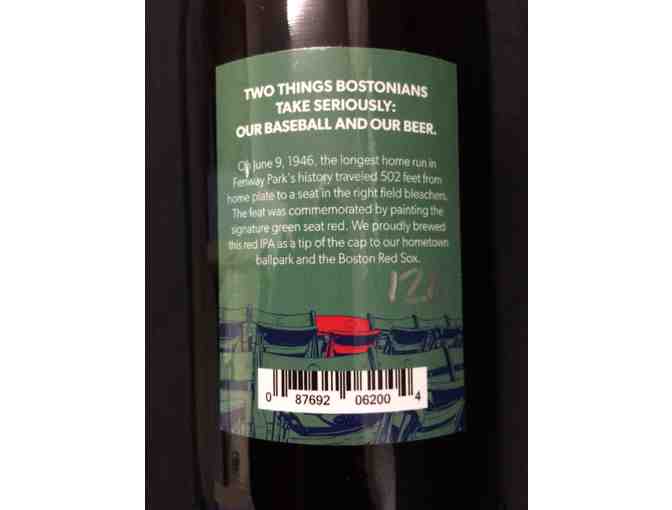 TWO THINGS BOSTONIANS
TAKE SERIOUSLY:
OUR BASEBALL AND OUR BEER.
On June 9, 1946, the longest home run in
Fenway Park's history traveled 502 feet from
home plate to a seat in the right field bleachers.
The feat was commemorated by painting the
signature green seat red. We proudly brewed
this red IPA as a tip of the cap to our hometown
ballpark and the Boston Red Sox.
0 87692 06200 4